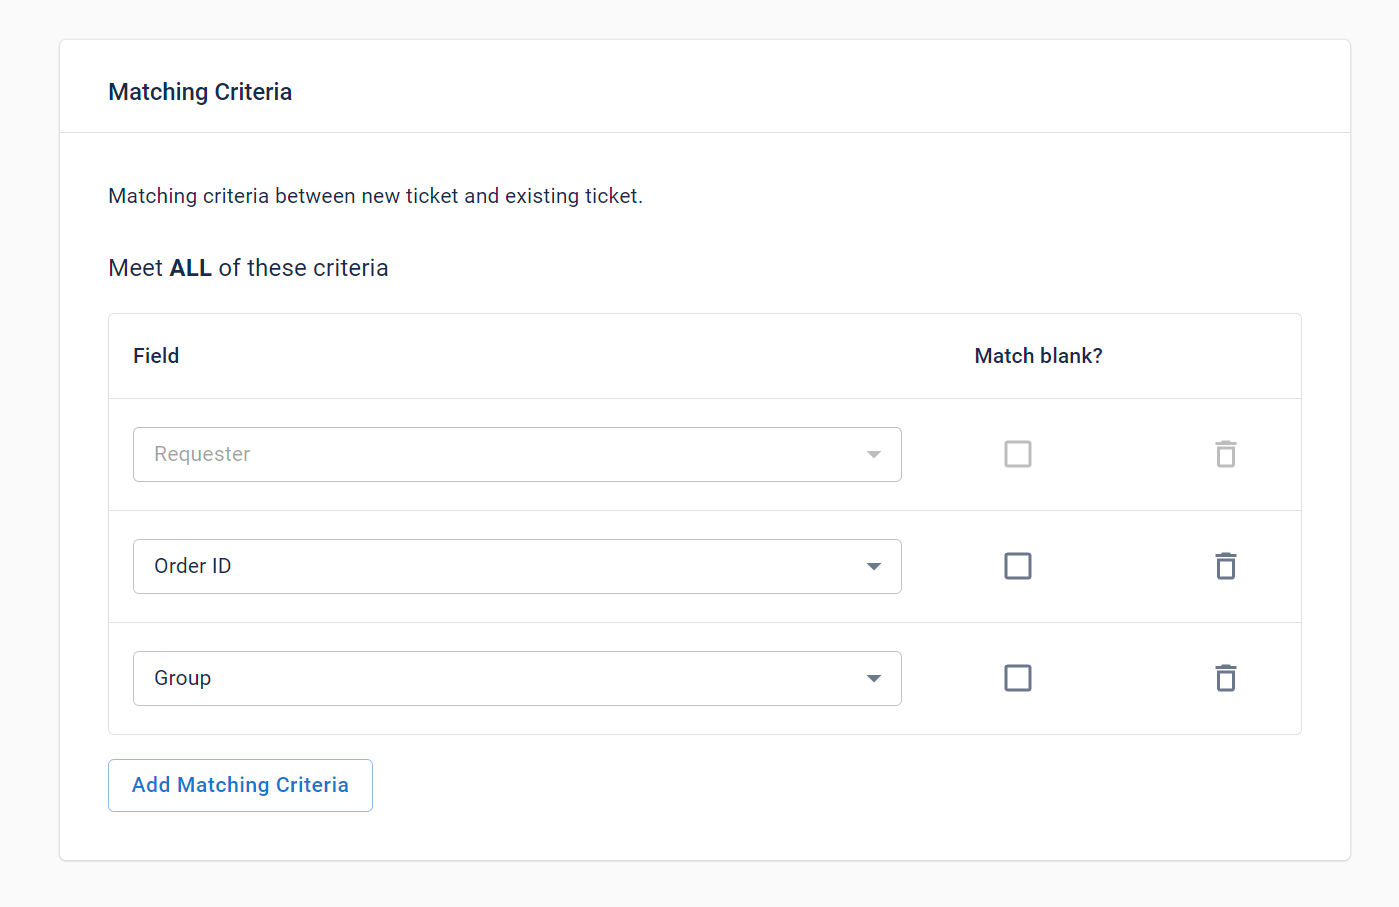 Matching Criteria
Matching criteria between new ticket and existing ticket.
Meet ALL of these criteria
Field Match blank?
Requester
Order ID
Group
Add Matching Criteria